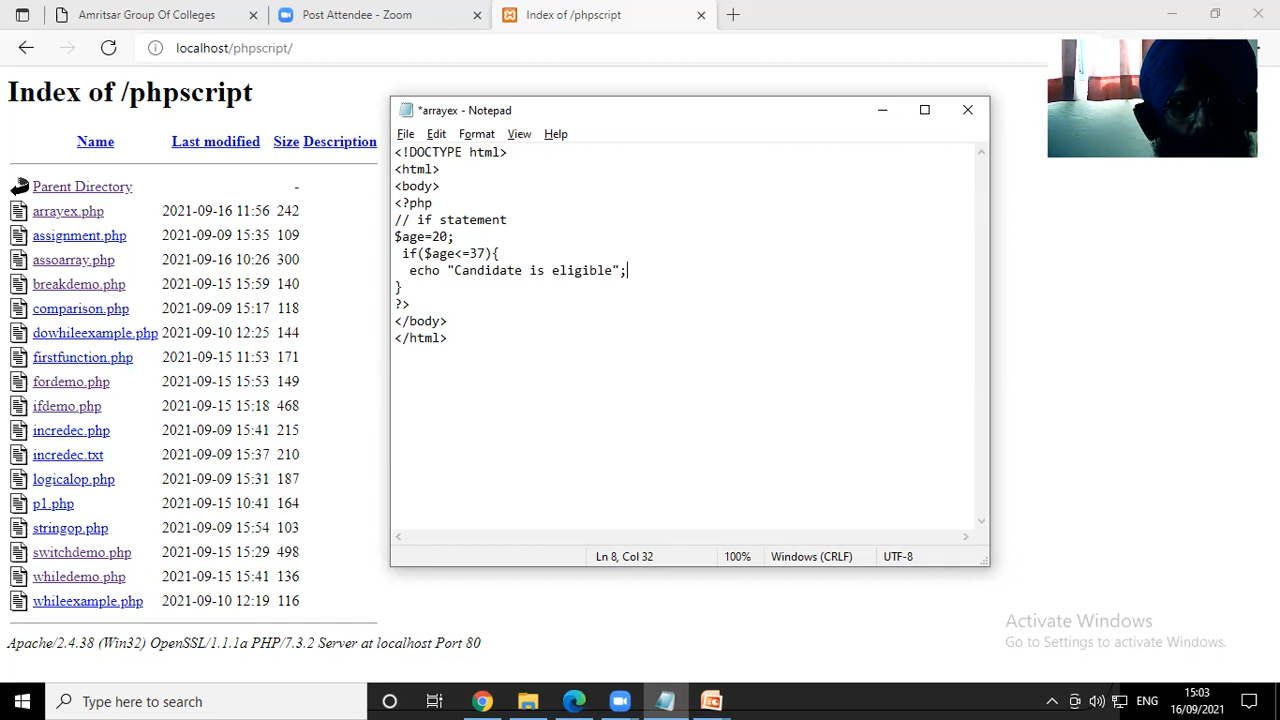 Amritsar Group Of Colleges
Post Attendee - Zoom
Index of /phpscript
localhost/phpscript/
Index of /phpscript
Name Last modified Size Description
Parent Directory -
arrayex.php 2021-09-16 11:56 242
assignment.php 2021-09-09 15:35 109
assoarray.php 2021-09-16 10:26 300
breakdemo.php 2021-09-15 15:59 140
comparison.php 2021-09-09 15:17 118
dowhileexample.php 2021-09-10 12:25 144
firstfunction.php 2021-09-15 11:53 171
fordemo.php 2021-09-15 15:53 149
ifdemo.php 2021-09-15 15:18 468
incredec.php 2021-09-09 15:41 215
incredec.txt 2021-09-09 15:37 210
logicalop.php 2021-09-09 15:31 187
p1.php 2021-09-15 10:41 164
stringop.php 2021-09-09 15:54 103
switchdemo.php 2021-09-15 15:29 498
whiledemo.php 2021-09-15 15:41 136
whileexample.php 2021-09-10 12:19 116
Apache/2.4.38 (Win32) OpenSSL/1.1.1a PHP/7.3.2 Server at localhost Port 80
*arrayex - Notepad
File Edit Format View Help
<!DOCTYPE html>
<html>
<body>
<?php
// if statement
$age=20;
if($age<=37){
echo "Candidate is eligible";
}
?>
</body>
</html>
Ln 8, Col 32 100% Windows (CRLF) UTF-8
Activate Windows
Go to Settings to activate Windows.
Type here to search
ENG
15:03
16/09/2021